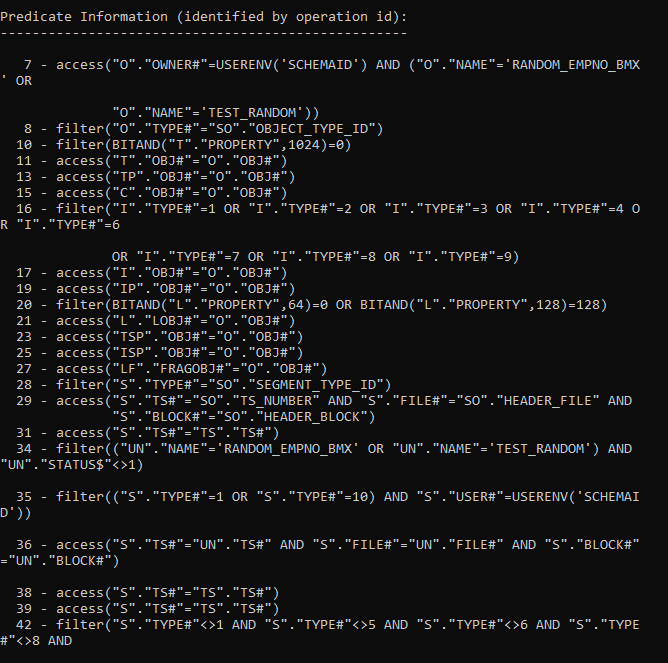 Predicate Information (identified by operation id):
---------------------------------------------------
7 - access("O"."OWNER#"=USERENV('SCHEMAID') AND ("O"."NAME"='RANDOM_EMPNO_BMX
' OR
"O"."NAME"='TEST_RANDOM'))
8 - filter("O"."TYPE#"="SO"."OBJECT_TYPE_ID")
10 - filter(BITAND("T"."PROPERTY",1024)=0)
11 - access("T"."OBJ#"="O"."OBJ#")
13 - access("TP"."OBJ#"="O"."OBJ#")
15 - access("C"."OBJ#"="O"."OBJ#")
16 - filter("I"."TYPE#"=1 OR "I"."TYPE#"=2 OR "I"."TYPE#"=3 OR "I"."TYPE#"=4 O
R "I"."TYPE#"=6
OR "I"."TYPE#"=7 OR "I"."TYPE#"=8 OR "I"."TYPE#"=9)
17 - access("I"."OBJ#"="O"."OBJ#")
19 - access("IP"."OBJ#"="O"."OBJ#")
20 - filter(BITAND("L"."PROPERTY",64)=0 OR BITAND("L"."PROPERTY",128)=128)
21 - access("L"."LOBJ#"="O"."OBJ#")
23 - access("TSP"."OBJ#"="O"."OBJ#")
25 - access("ISP"."OBJ#"="O"."OBJ#")
27 - access("LF"."FRAGOBJ#"="O"."OBJ#")
28 - filter("S"."TYPE#"="SO"."SEGMENT_TYPE_ID")
29 - access("S"."TS#"="SO"."TS_NUMBER" AND "S"."FILE#"="SO"."HEADER_FILE" AND
"S"."BLOCK#"="SO"."HEADER_BLOCK")
31 - access("S"."TS#"="TS"."TS#")
34 - filter(("UN"."NAME"='RANDOM_EMPNO_BMX' OR "UN"."NAME"='TEST_RANDOM') AND
"UN"."STATUS$"<>1)
35 - filter(("S"."TYPE#"=1 OR "S"."TYPE#"=10) AND "S"."USER#"=USERENV('SCHEMAI
D'))
36 - access("S"."TS#"="UN"."TS#" AND "S"."FILE#"="UN"."FILE#" AND "S"."BLOCK#"
="UN"."BLOCK#")
38 - access("S"."TS#"="TS"."TS#")
39 - access("S"."TS#"="TS"."TS#")
42 - filter("S"."TYPE#"<>1 AND "S"."TYPE#"<>5 AND "S"."TYPE#"<>6 AND "S"."TYPE
#"<>8 AND